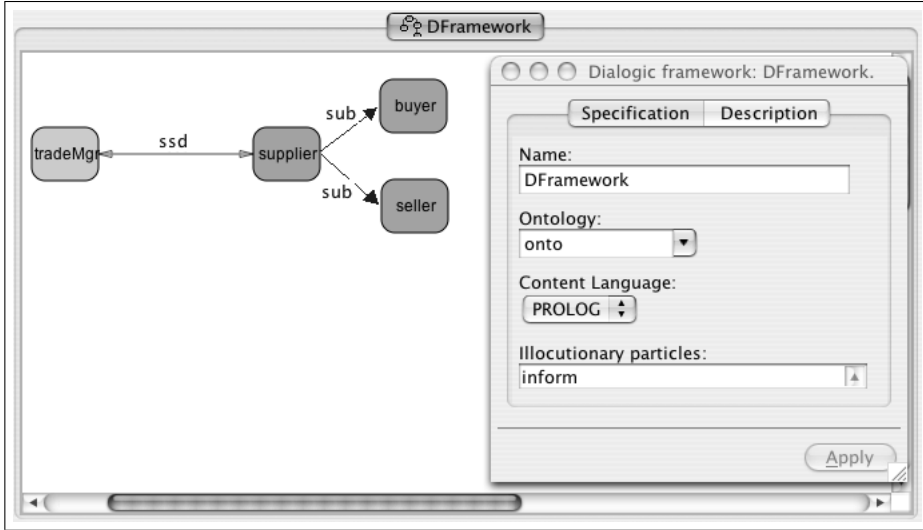 DFramework
buyer
sub
ssd
tradeMgr
supplier
sub
seller
Dialogic framework: DFramework.
Specification Description
Name:
DFramework
Ontology:
onto
Content Language:
PROLOG
Illocutionary particles:
inform
Apply